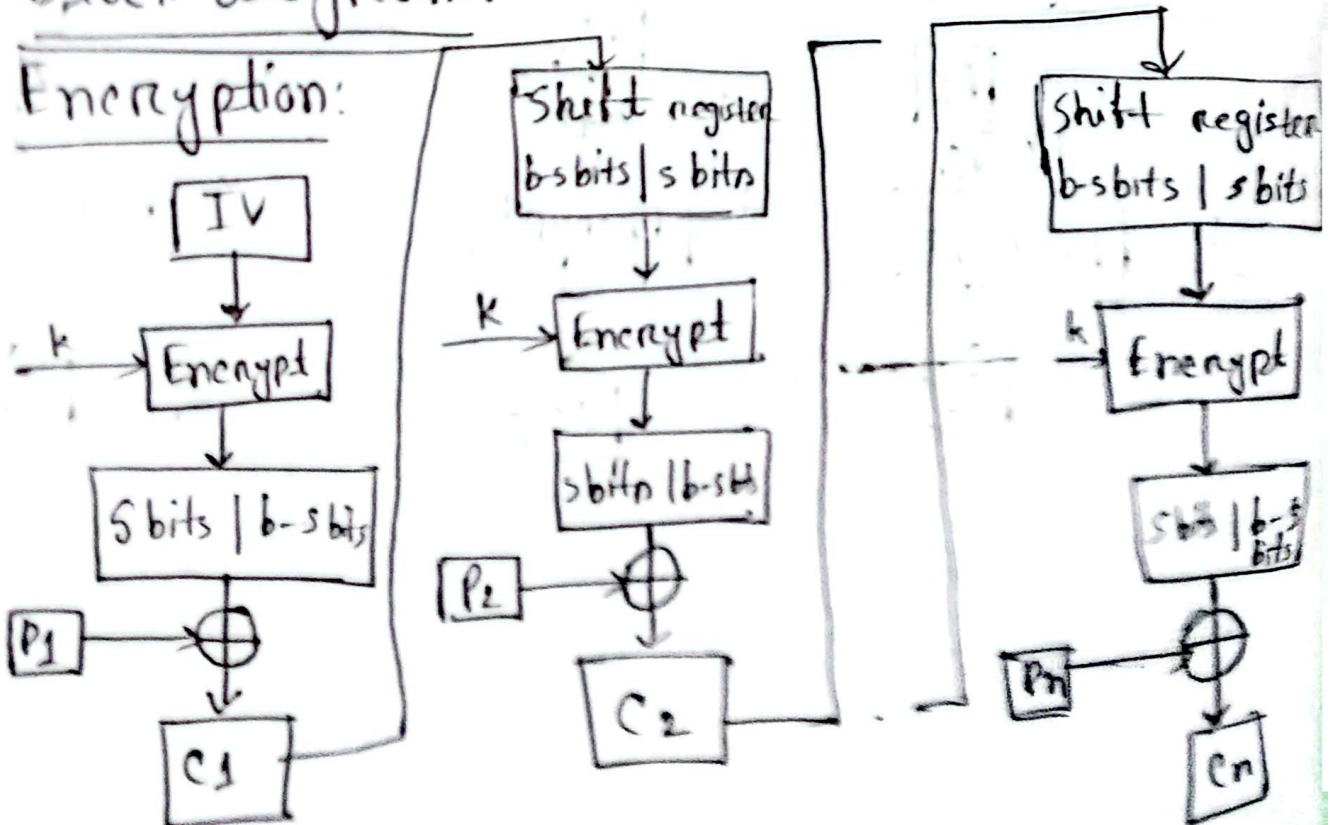 Encryption:
IV
k
Encrypt
S bits | b-s bits
P1
C1
Shift register
b-s bits | s bits
K
Encrypt
s bits | b-s bits
P2
C2
Shift register
b-s bits | s bits
k
Encrypt
s bits | b-s
bits
Pn
Cn